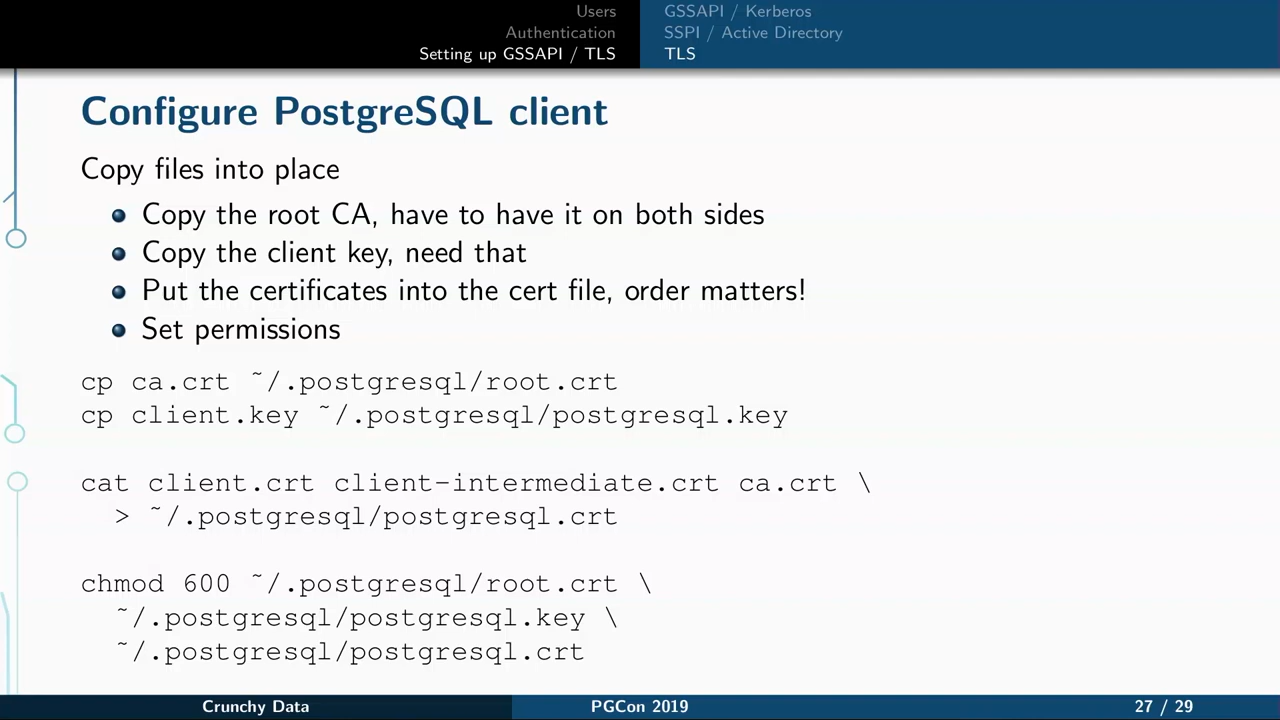 Users
Authentication
Setting up GSSAPI / TLS
GSSAPI / Kerberos
SSPI / Active Directory
TLS
Configure PostgreSQL client
Copy files into place
Copy the root CA, have to have it on both sides
Copy the client key, need that
Put the certificates into the cert file, order matters!
Set permissions
cp ca.crt ~/.postgresql/root.crt
cp client.key ~/.postgresql/postgresql.key
cat client.crt client-intermediate.crt ca.crt \
> ~/.postgresql/postgresql.crt
chmod 600 ~/.postgresql/root.crt \
~/.postgresql/postgresql.key \
~/.postgresql/postgresql.crt
Crunchy Data PGCon 2019 27 / 29